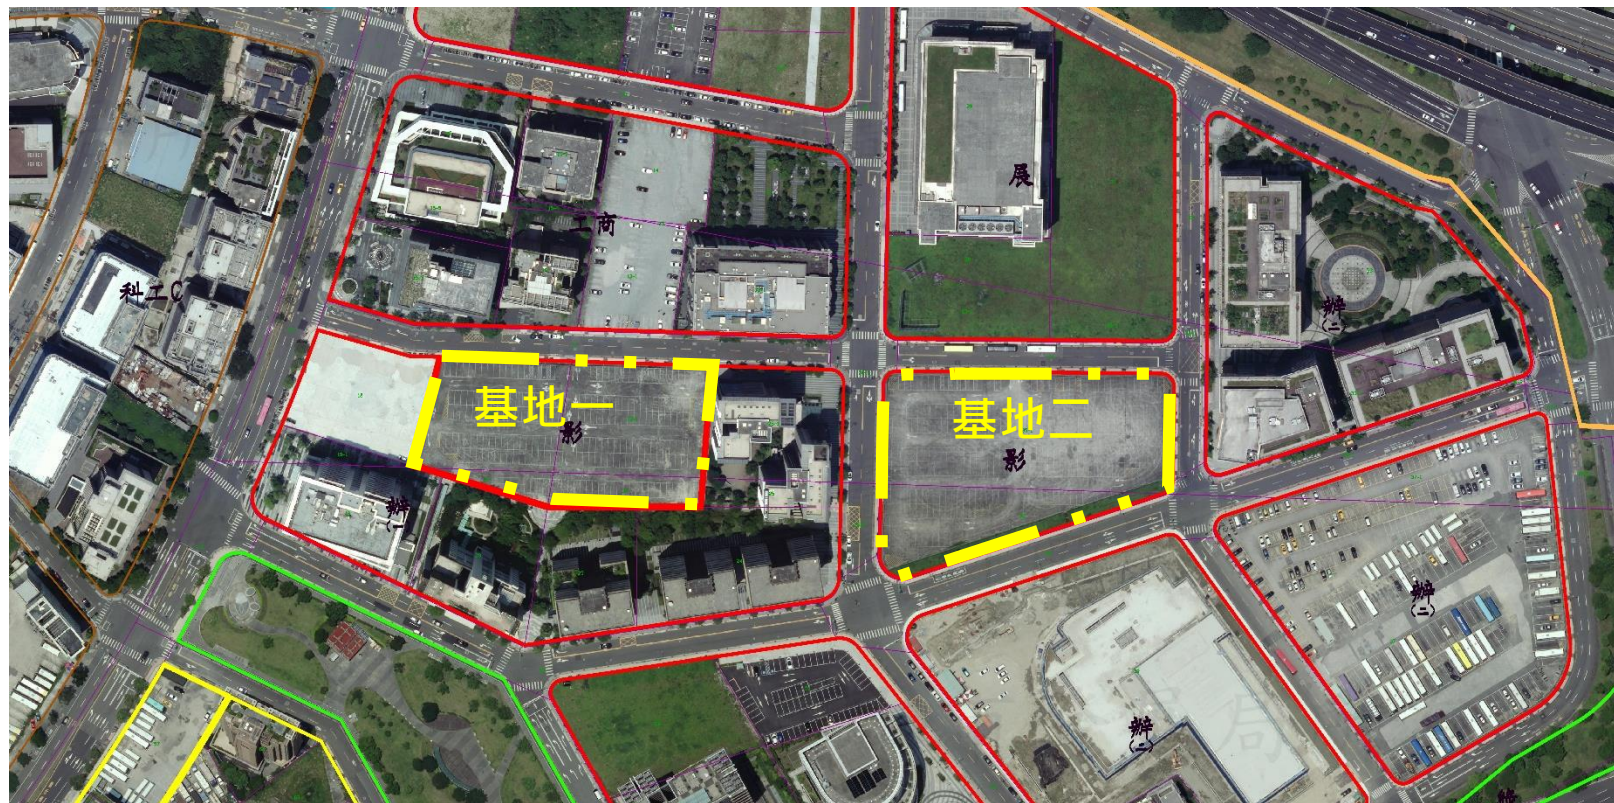 展
工商
科工C
辦
(二)
基地一
影
基地二
影
辦
(一)
辦
(二)
辦
(二)